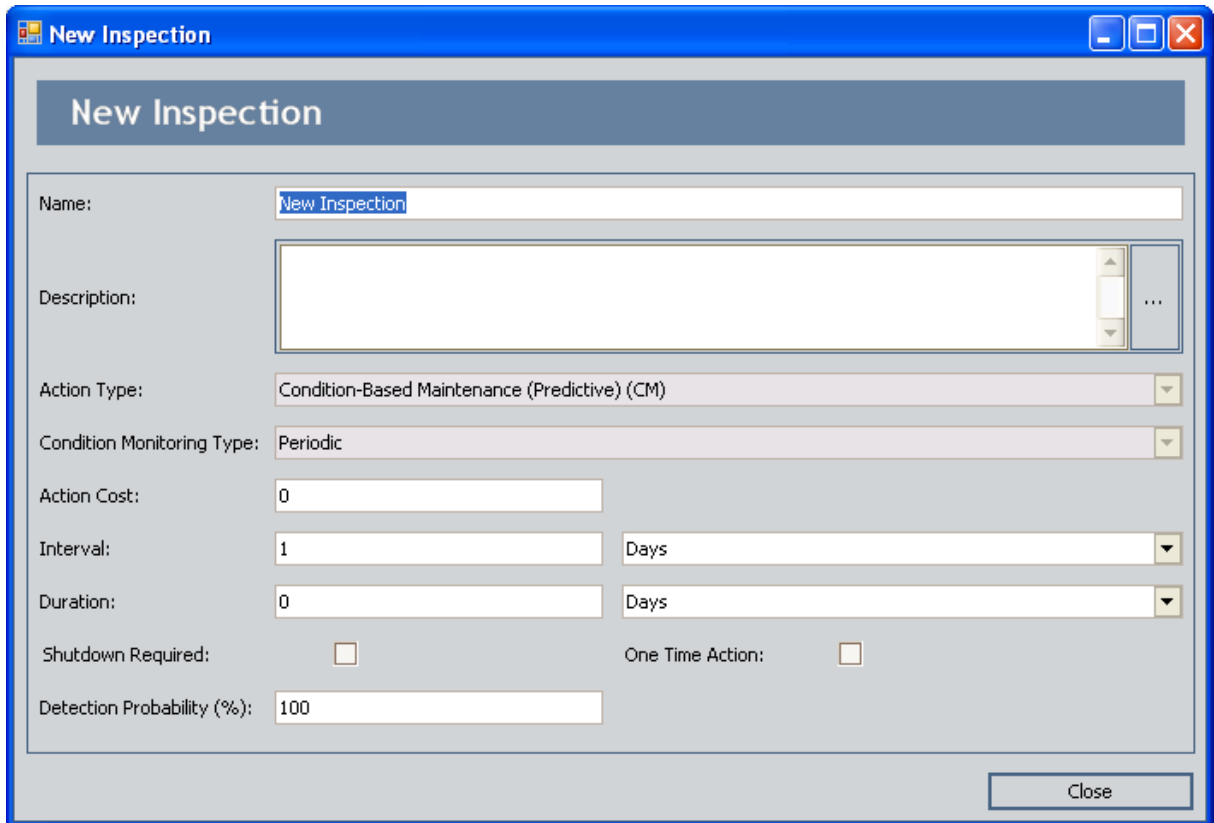 New Inspection
New Inspection
Name: New Inspection
Description: ...
Action Type: Condition-Based Maintenance (Predictive) (CM)
Condition Monitoring Type: Periodic
Action Cost: 0
Interval: 1 Days
Duration: 0 Days
Shutdown Required: One Time Action:
Detection Probability (%): 100
Close